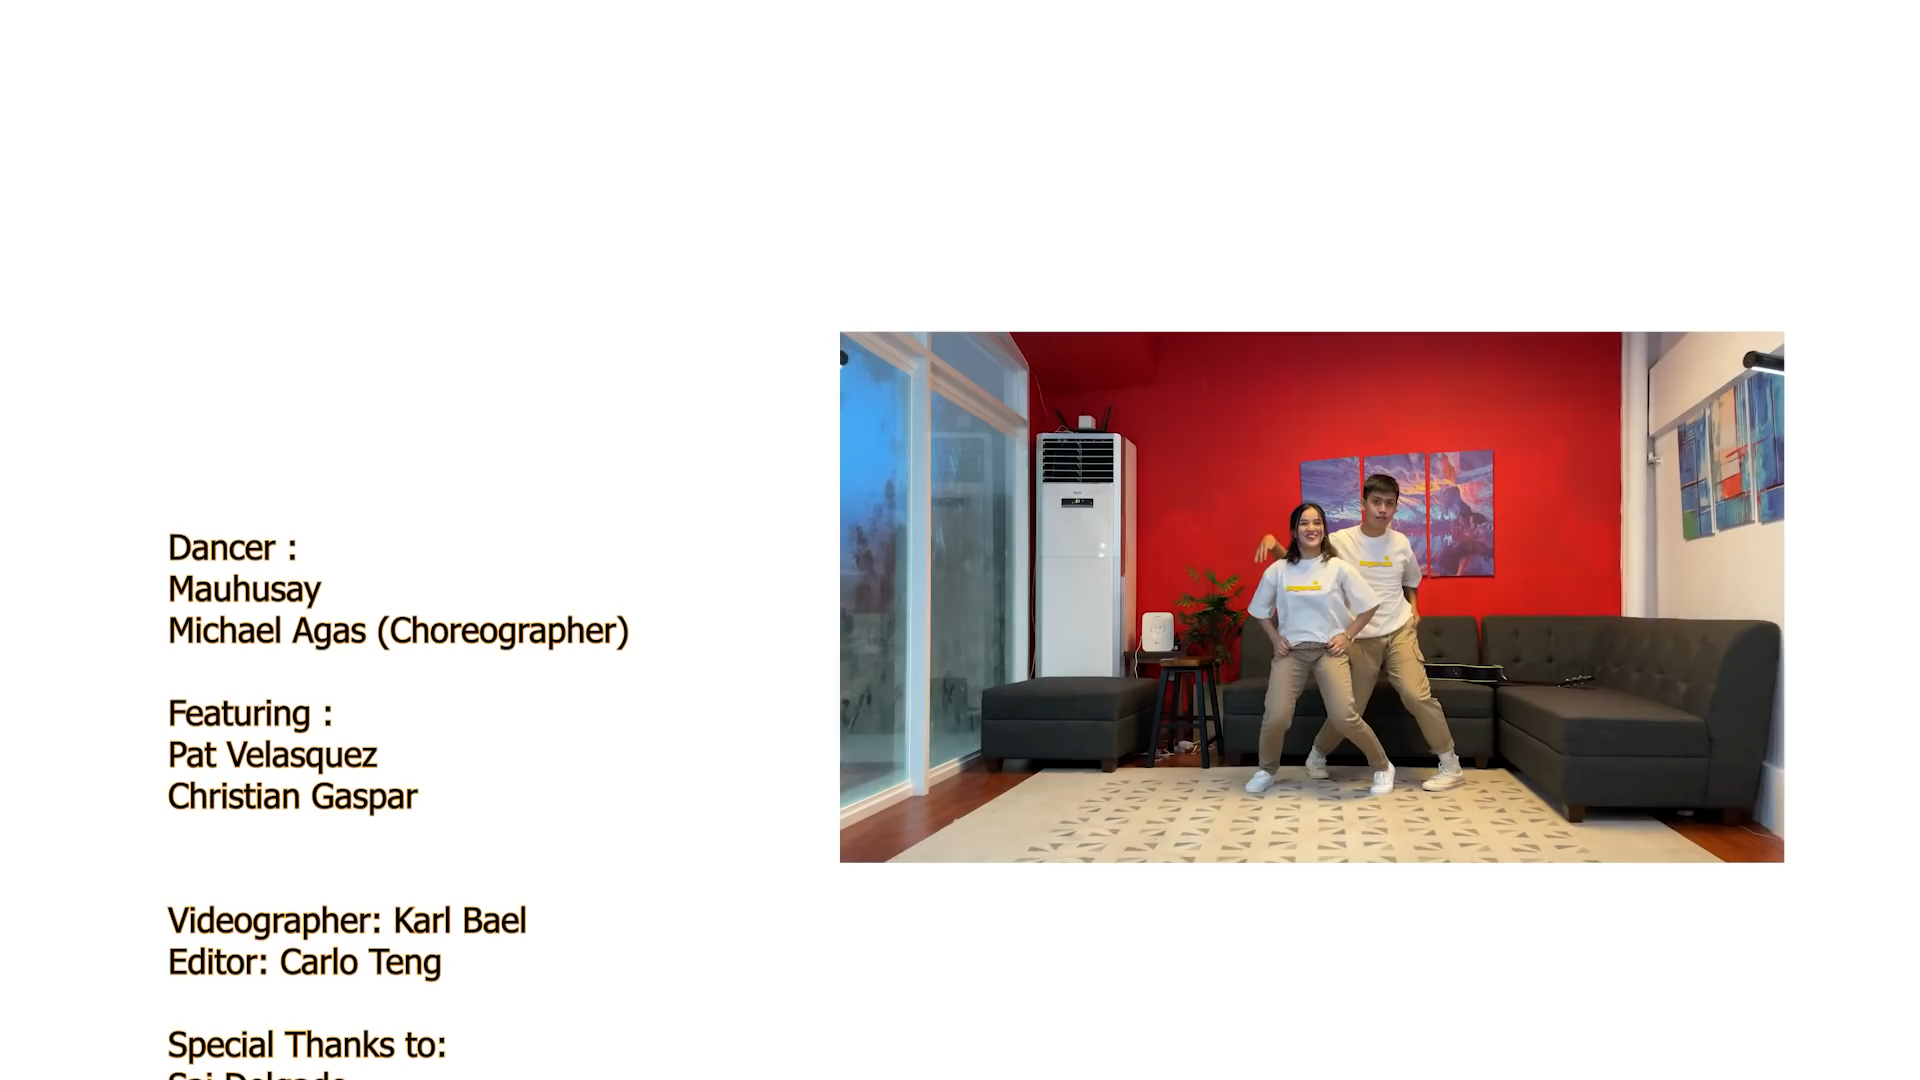 Dancer :
Mauhusay
Michael Agas (Choreographer)
Featuring :
Pat Velasquez
Christian Gaspar
Videographer: Karl Bael
Editor: Carlo Teng
Special Thanks to: